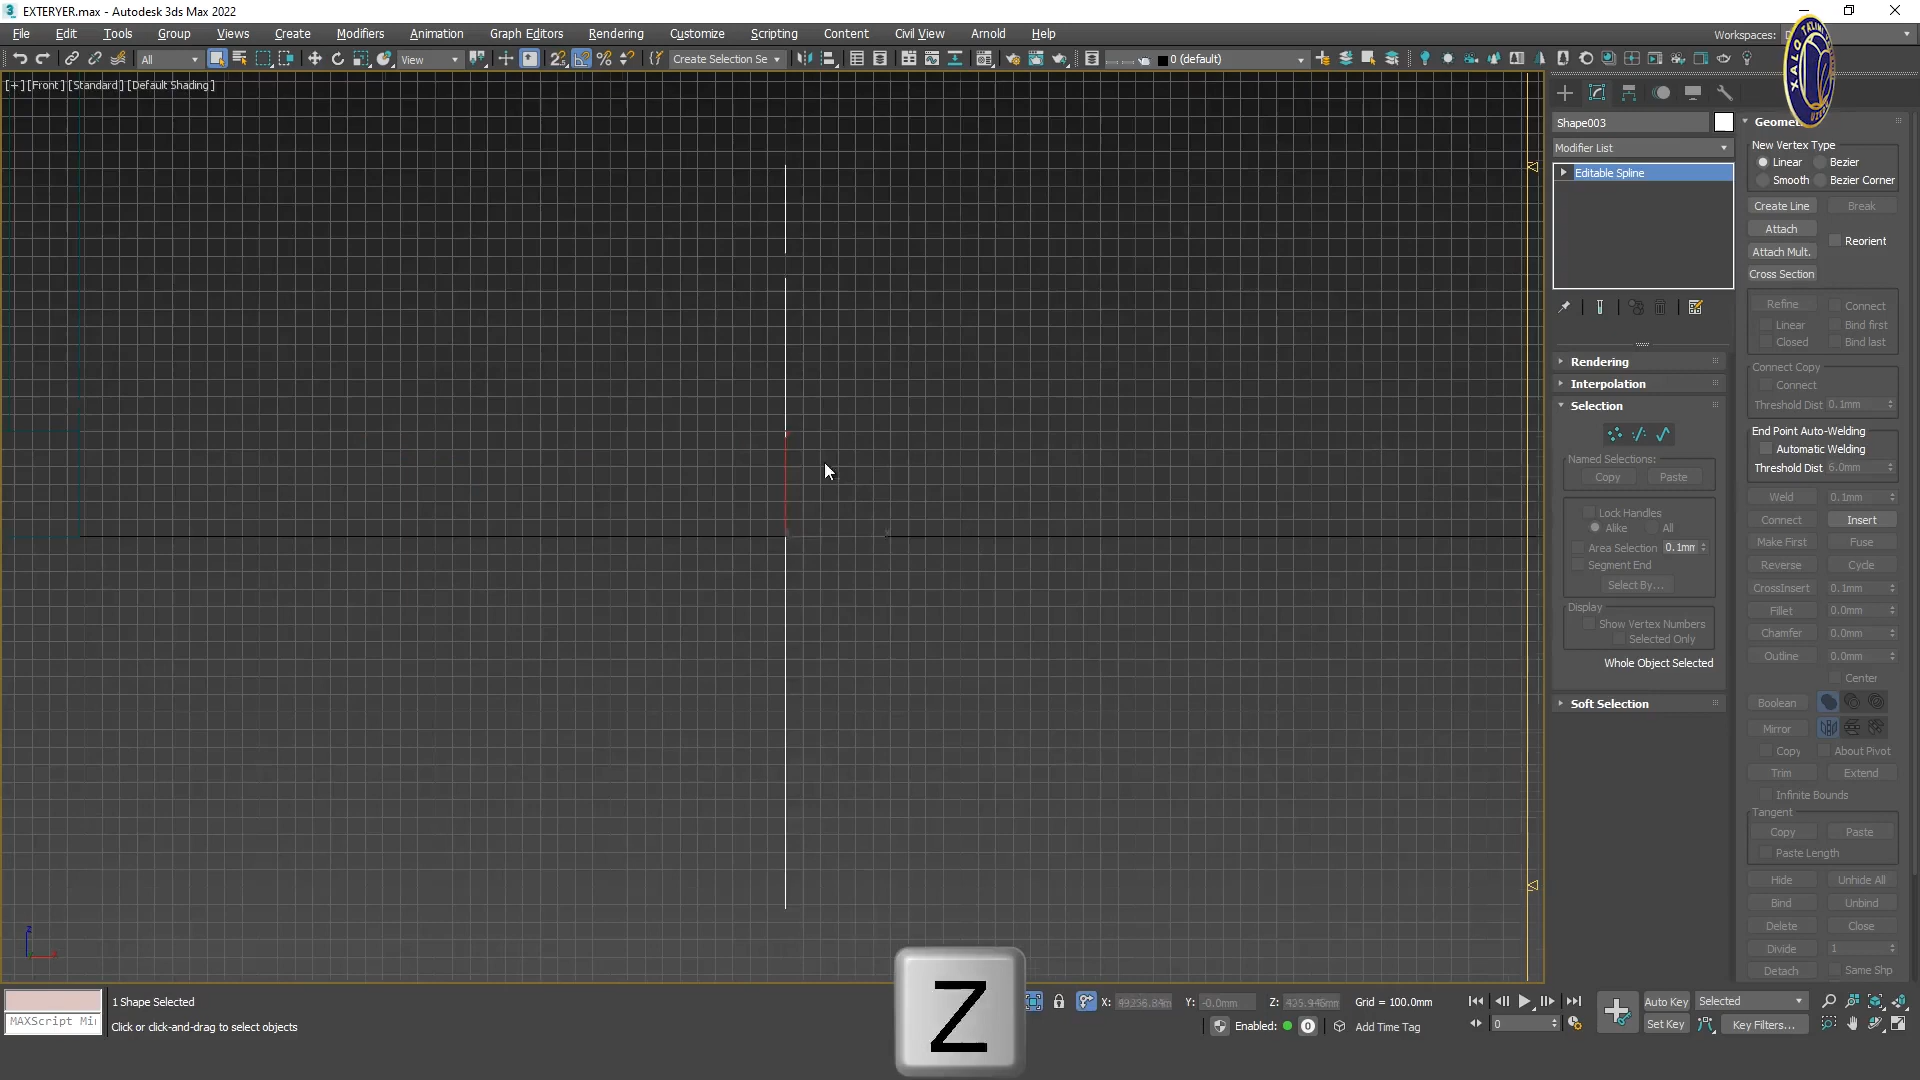 EXTERYER.max - Autodesk 3ds Max 2022
File Edit Tools Group Views Create Modifiers Animation Graph Editors Rendering Customize Scripting Content Civil View Arnold Help
Workspaces:
All View Create Selection Se 0 (default)
[+] [Front] [Standard] [Default Shading]
Shape003
Modifier List
Editable Spline
Rendering
Interpolation
Selection
Named Selections:
Copy Paste
Lock Handles
Alike All
Area Selection 0.1mm
Segment End
Select By...
Display
Show Vertex Numbers
Selected Only
Whole Object Selected
Soft Selection
New Vertex Type
Linear Bezier
Smooth Bezier Corner
Create Line Break
Attach
Reorient
Attach Mult.
Cross Section
Refine Connect
Linear Bind first
Closed Bind last
Connect Copy
Connect
Threshold Dist 0.1mm
End Point Auto-Welding
Automatic Welding
Threshold Dist 6.0mm
Weld 0.1mm
Connect Insert
Make First Fuse
Reverse Cycle
CrossInsert 0.1mm
Fillet 0.0mm
Chamfer 0.0mm
Outline 0.0mm
Center
Boolean
Mirror
Copy About Pivot
Trim Extend
Infinite Bounds
Tangent
Copy Paste
Paste Length
Hide Unhide All
Bind Unbind
Delete Close
Divide 1
Detach Same Shp
z
x
Z
1 Shape Selected
MAXScript Mi
Click or click-and-drag to select objects
X: Y: -0.0mm Z: 435.946mm Grid = 100.0mm
Enabled: 0 Add Time Tag
0
Auto Key Selected
Set Key Key Filters...